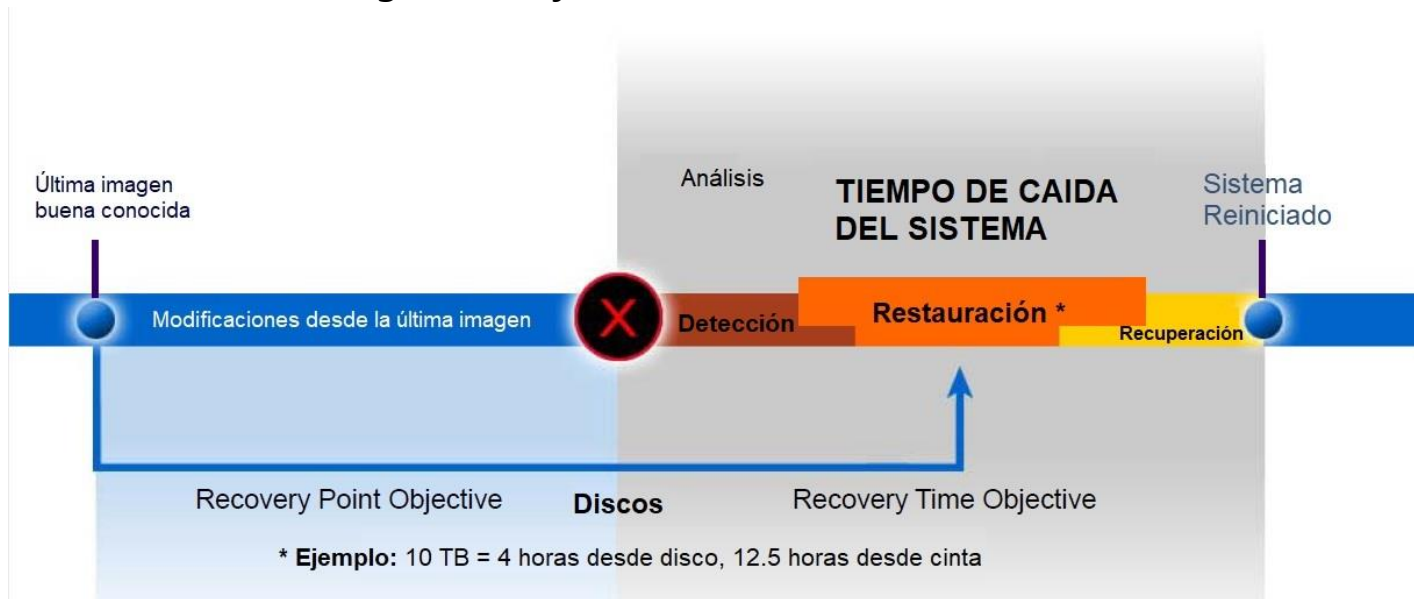 Última imagen
buena conocida
Análisis
TIEMPO DE CAIDA
DEL SISTEMA
Sistema
Reiniciado
Modificaciones desde la última imagen
X
Detección
Restauración *
Recuperación
Recovery Point Objective
Discos
Recovery Time Objective
* Ejemplo: 10 TB = 4 horas desde disco, 12.5 horas desde cinta